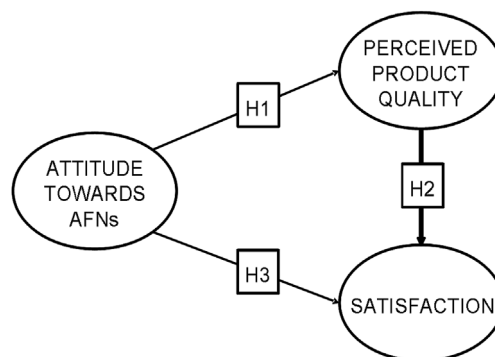 PERCEIVED
PRODUCT
QUALITY
H1
ATTITUDE
TOWARDS
AFNs
H2
H3
SATISFACTION